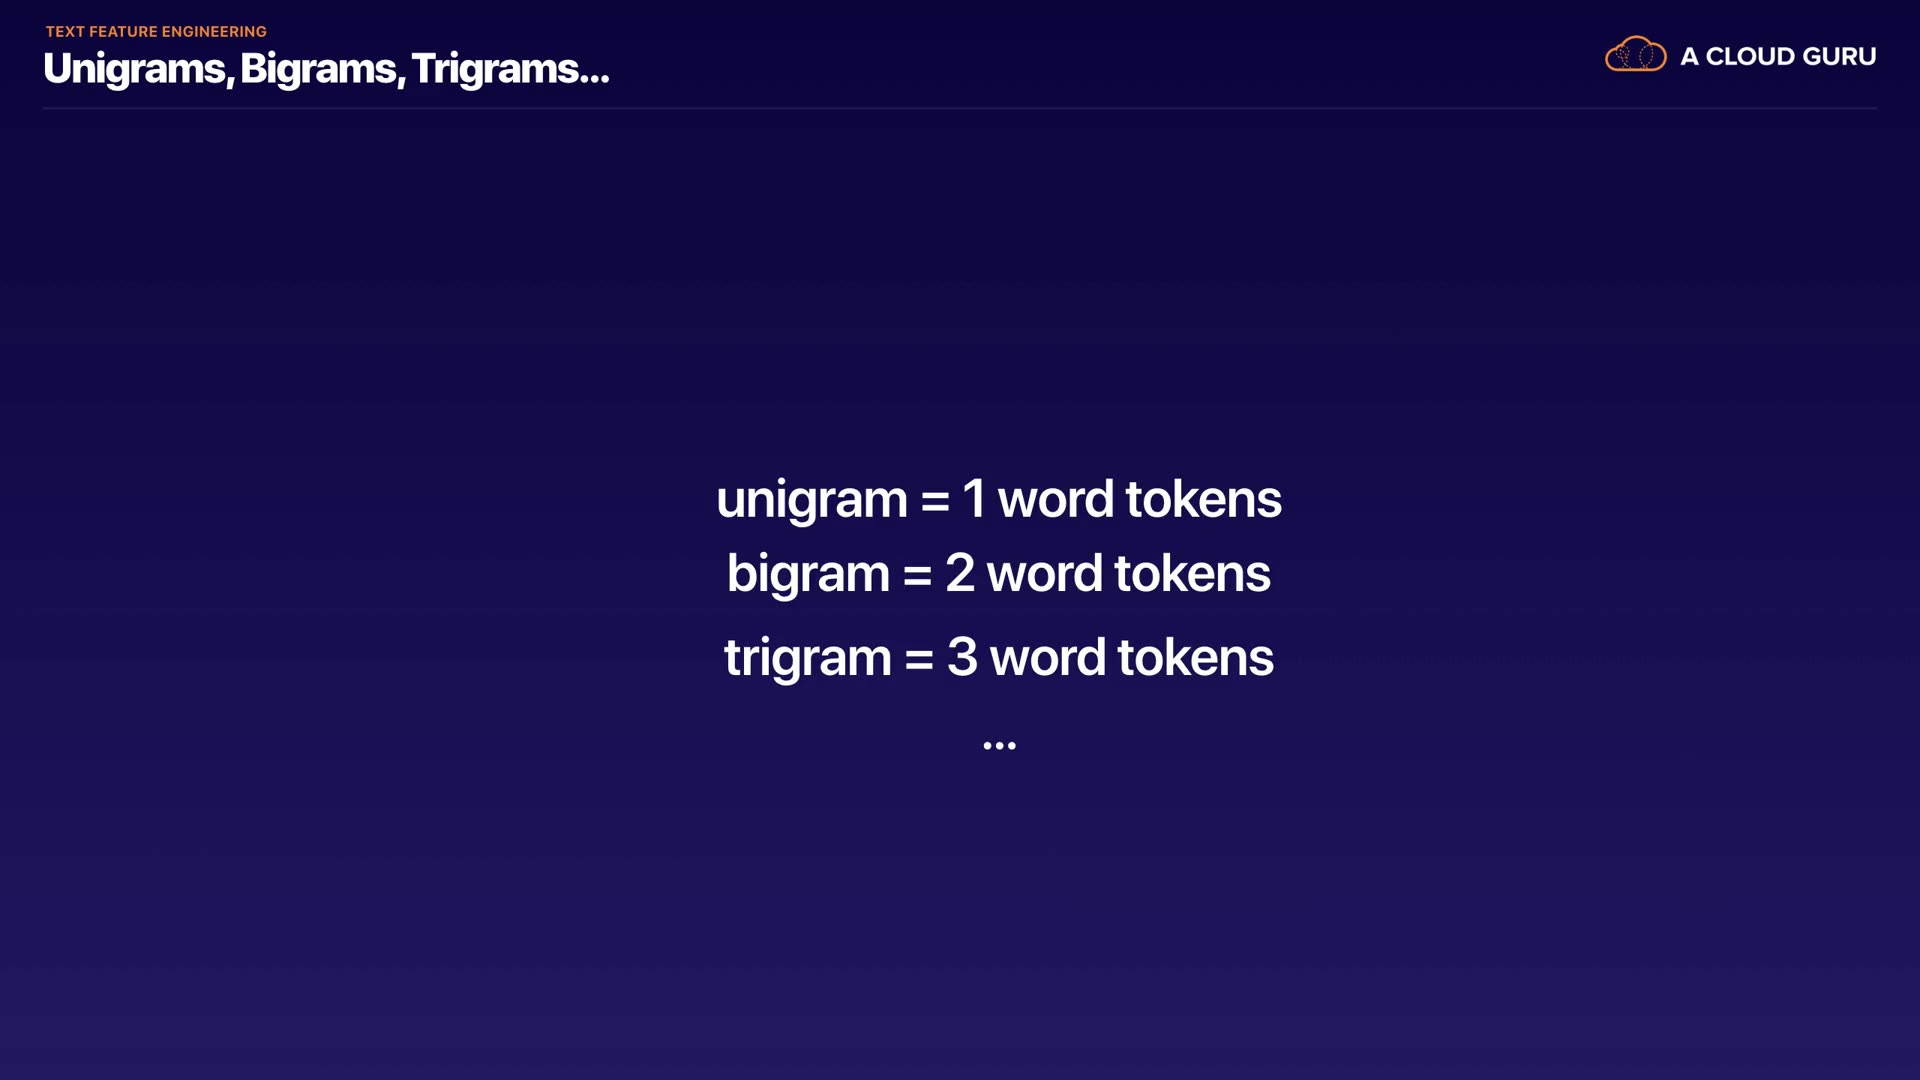 TEXT FEATURE ENGINEERING
Unigrams, Bigrams, Trigrams...
A CLOUD GURU
unigram = 1 word tokens
bigram = 2 word tokens
trigram = 3 word tokens
...